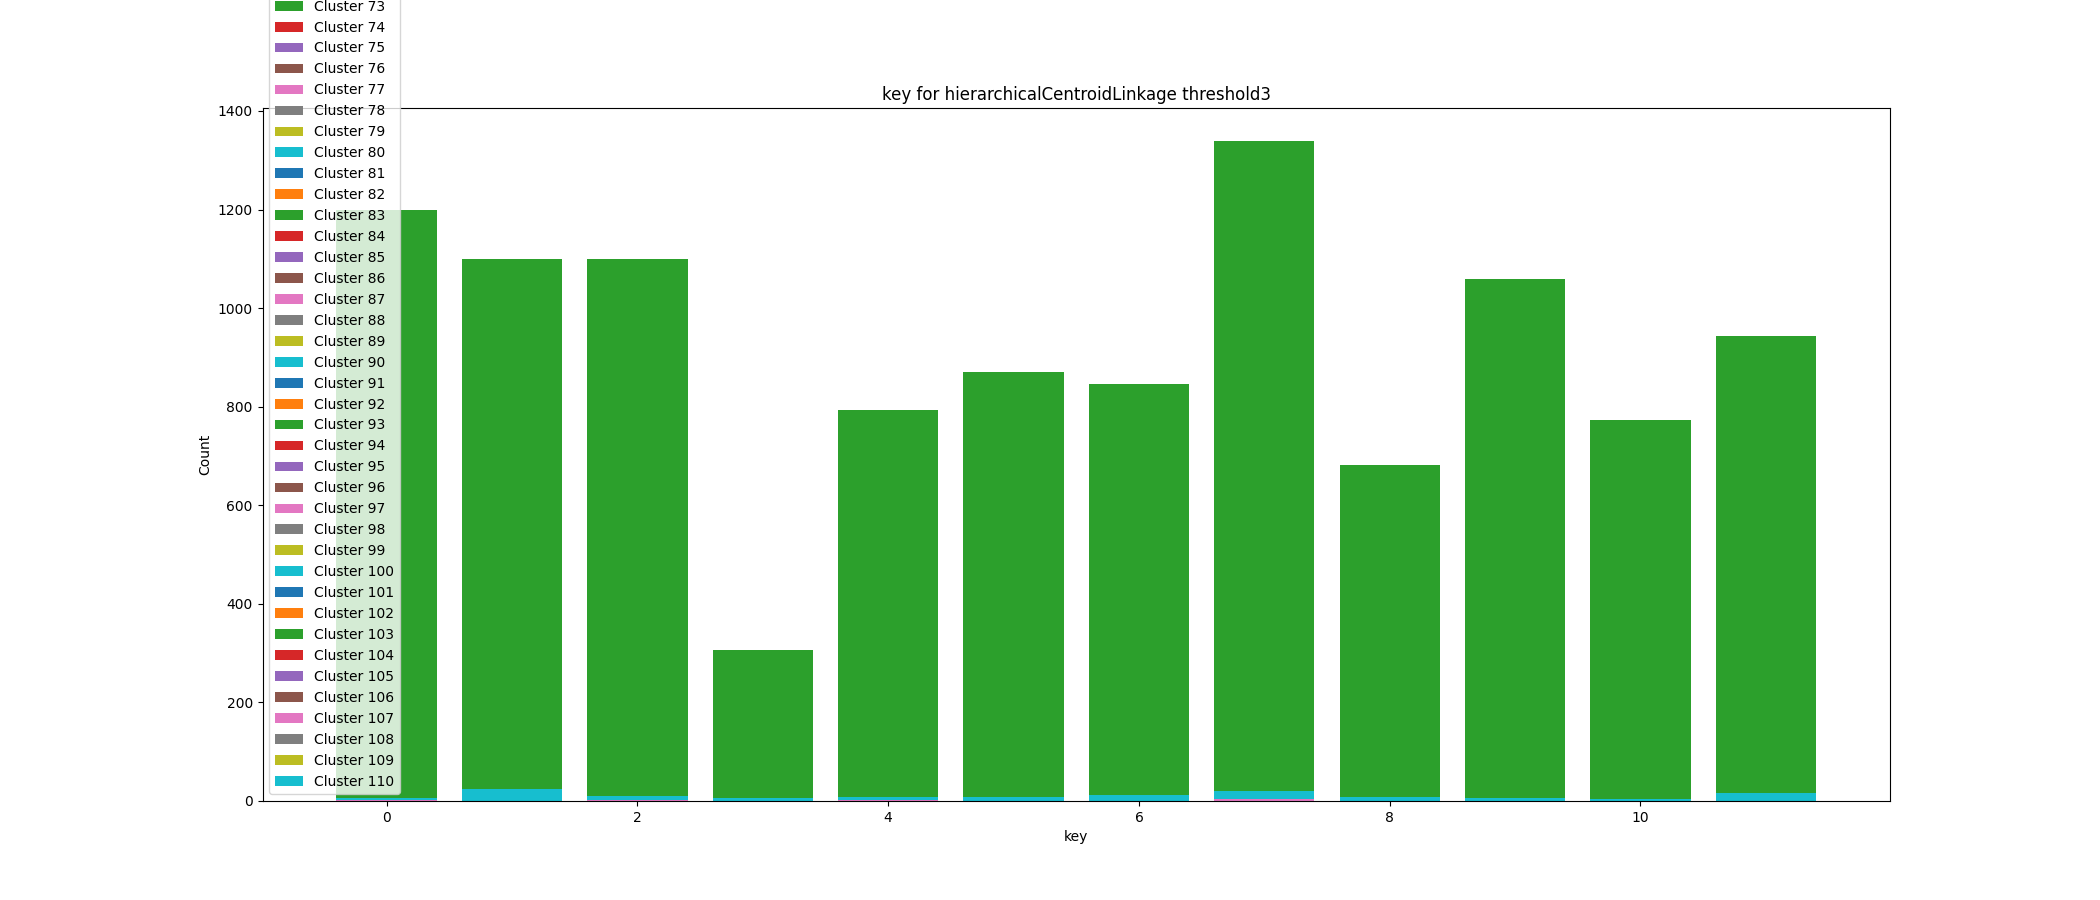 Cluster 73
Cluster 74
Cluster 75
Cluster 76
Cluster 77
Cluster 78
Cluster 79
Cluster 80
Cluster 81
Cluster 82
Cluster 83
Cluster 84
Cluster 85
Cluster 86
Cluster 87
Cluster 88
Cluster 89
Cluster 90
Cluster 91
Cluster 92
Cluster 93
Cluster 94
Cluster 95
Cluster 96
Cluster 97
Cluster 98
Cluster 99
Cluster 100
Cluster 101
Cluster 102
Cluster 103
Cluster 104
Cluster 105
Cluster 106
Cluster 107
Cluster 108
Cluster 109
Cluster 110
key for hierarchicalCentroidLinkage threshold3
1400
1200
1000
800
600
400
200
0
Count
0 2 4 6 8 10
key